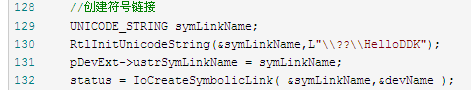 128 //创建符号链接
129 UNICODE_STRING symLinkName;
130 RtlInitUnicodeString(&symLinkName,L"\\??\\HelloDDK");
131 pDevExt->ustrSymLinkName = symLinkName;
132 status = IoCreateSymbolicLink( &symLinkName,&devName );